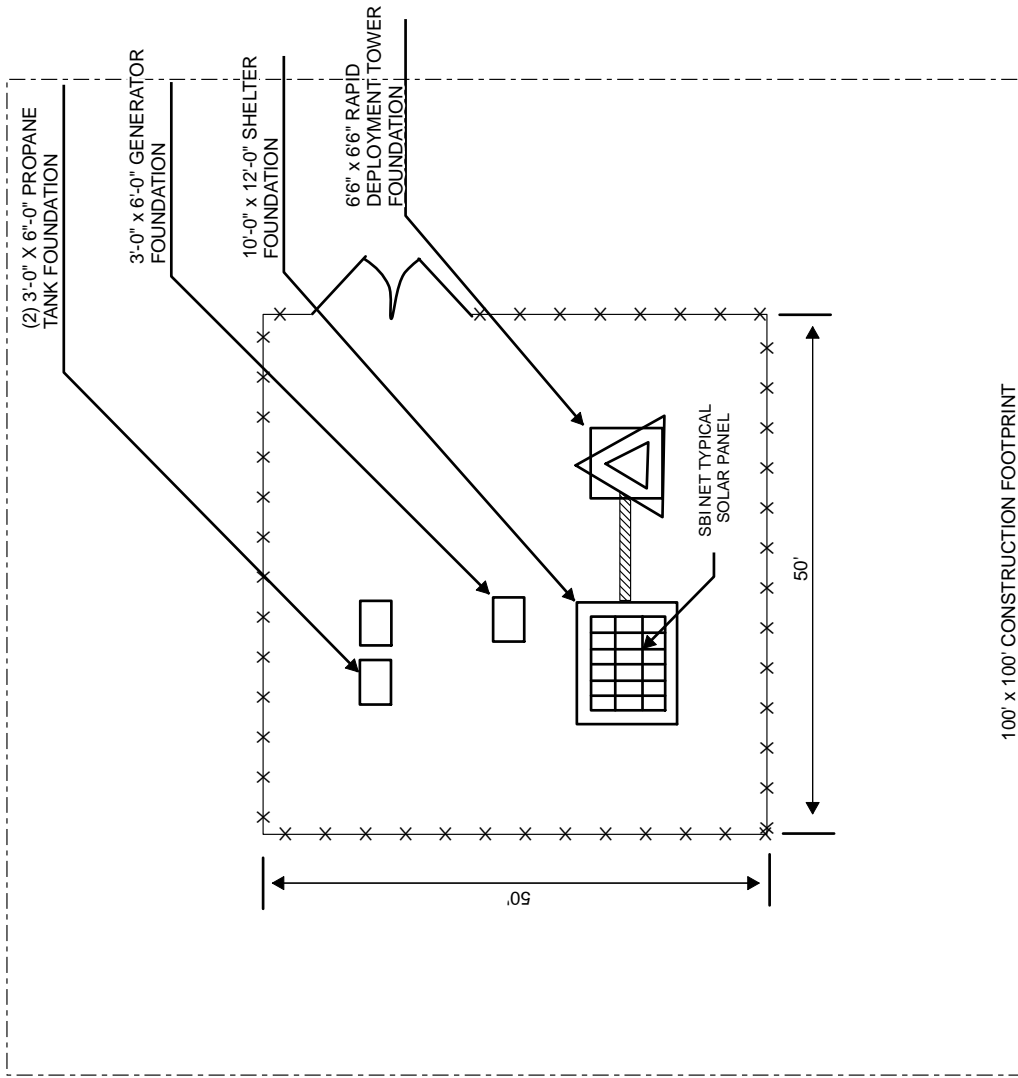 (2) 3'-0" X 6"-0" PROPANE
TANK FOUNDATION
3'-0" x 6'-0" GENERATOR
FOUNDATION
10'-0" x 12'-0" SHELTER
FOUNDATION
6'6" x 6'6" RAPID
DEPLOYMENT TOWER
FOUNDATION
SBI NET TYPICAL
SOLAR PANEL
50'
50'
100' x 100' CONSTRUCTION FOOTPRINT